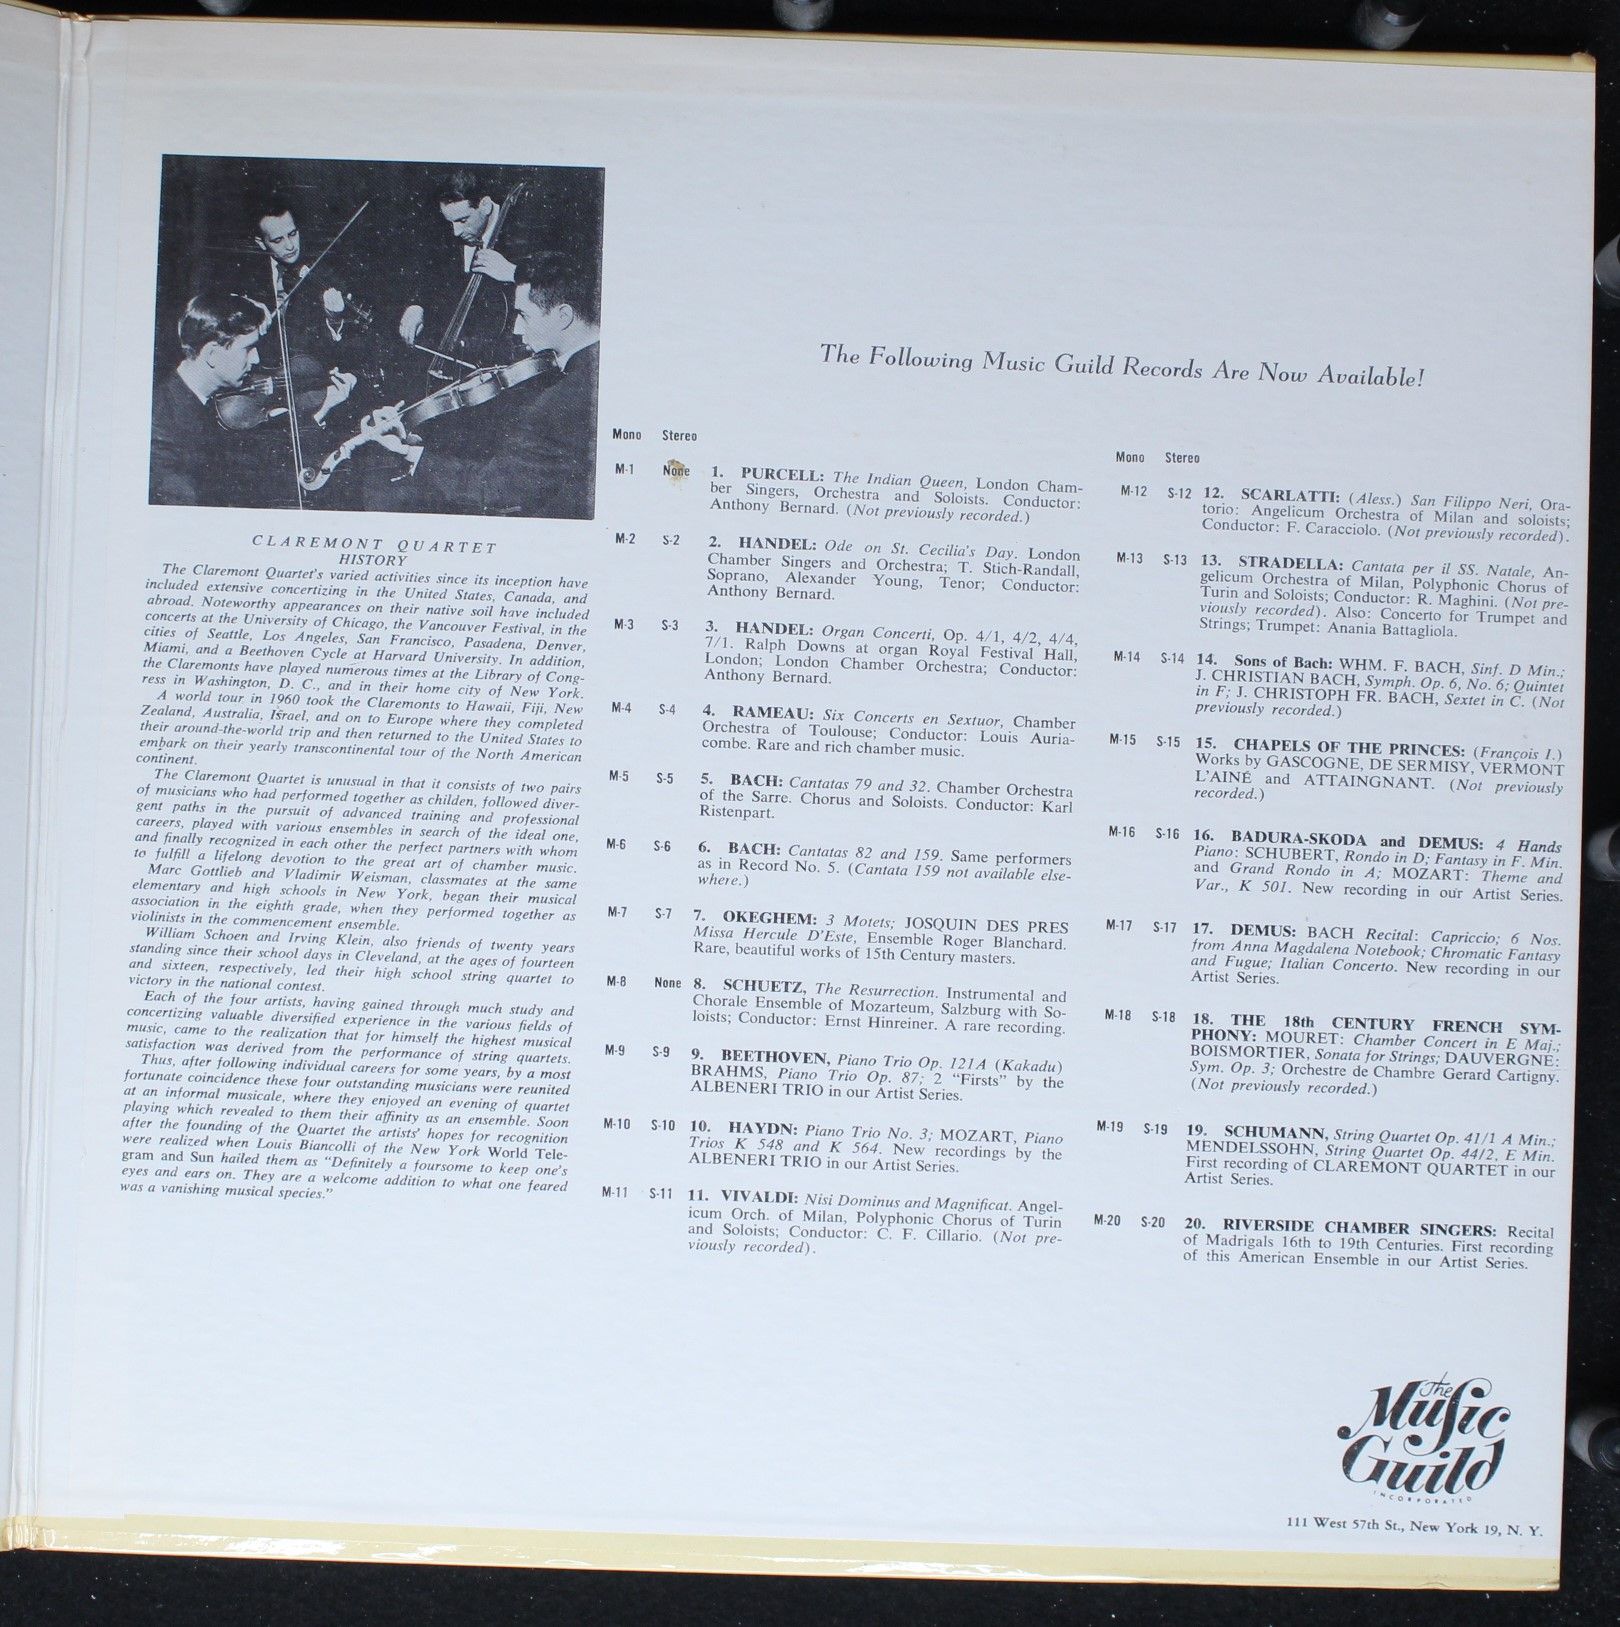 CLAREMONT QUARTET
HISTORY
The Claremont Quartet's varied activities since its inception have
included extensive concertizing in the United States, Canada, and
abroad. Noteworthy appearances on their native soil have included
concerts at the University of Chicago, the Vancouver Festival, in the
cities of Seattle, Los Angeles, San Francisco, Pasadena, Denver,
Miami, and a Beethoven Cycle at Harvard University. In addition,
the Claremonts have played numerous times at the Library of Cong-
ress in Washington, D. C., and in their home city of New York.
A world tour in 1960 took the Claremonts to Hawaii, Fiji, New
Zealand, Australia, Israel, and on to Europe where they completed
their around-the-world trip and then returned to the United States to
embark on their yearly transcontinental tour of the North American
continent.
The Claremont Quartet is unusual in that it consists of two pairs
of musicians who had performed together as childen, followed diver-
gent paths in the pursuit of advanced training and professional
careers, played with various ensembles in search of the ideal one,
and finally recognized in each other the perfect partners with whom
to fulfill a lifelong devotion to the great art of chamber music.
Marc Gottlieb and Vladimir Weisman, classmates at the same
elementary and high schools in New York, began their musical
association in the eighth grade, when they performed together as
violinists in the commencement ensemble.
William Schoen and Irving Klein, also friends of twenty years
standing since their school days in Cleveland, at the ages of fourteen
and sixteen, respectively, led their high school string quartet to
victory in the national contest.
Each of the four artists, having gained through much study and
concertizing valuable diversified experience in the various fields of
music, came to the realization that for himself the highest musical
satisfaction was derived from the performance of string quartets.
Thus, after following individual careers for some years, by a most
fortunate coincidence these four outstanding musicians were reunited
at an informal musicale, where they enjoyed an evening of quartet
playing which revealed to them their affinity as an ensemble. Soon
after the founding of the Quartet the artists' hopes for recognition
were realized when Louis Biancolli of the New York World Tele-
gram and Sun hailed them as "Definitely a foursome to keep one's
eyes and ears on. They are a welcome addition to what one feared
was a vanishing musical species."
The Following Music Guild Records Are Now Available!
Mono Stereo
M-1 None 1. PURCELL: The Indian Queen, London Cham-
ber Singers, Orchestra and Soloists. Conductor:
Anthony Bernard. (Not previously recorded.)
M-2 S-2 2. HANDEL: Ode on St. Cecilia's Day. London
Chamber Singers and Orchestra; T. Stich-Randall,
Soprano, Alexander Young, Tenor; Conductor:
Anthony Bernard.
M-3 S-3 3. HANDEL: Organ Concerti, Op. 4/1, 4/2, 4/4,
7/1. Ralph Downs at organ Royal Festival Hall,
London; London Chamber Orchestra; Conductor:
Anthony Bernard.
M-4 S-4 4. RAMEAU: Six Concerts en Sextuor, Chamber
Orchestra of Toulouse; Conductor: Louis Auria-
combe. Rare and rich chamber music.
M-5 S-5 5. BACH: Cantatas 79 and 32. Chamber Orchestra
of the Sarre. Chorus and Soloists. Conductor: Karl
Ristenpart.
M-6 S-6 6. BACH: Cantatas 82 and 159. Same performers
as in Record No. 5. (Cantata 159 not available else-
where.)
M-7 S-7 7. OKEGHEM: 3 Motets; JOSQUIN DES PRES
Missa Hercule D'Este, Ensemble Roger Blanchard.
Rare, beautiful works of 15th Century masters.
M-8 None 8. SCHUETZ, The Resurrection. Instrumental and
Chorale Ensemble of Mozarteum, Salzburg with So-
loists; Conductor: Ernst Hinreiner. A rare recording.
M-9 S-9 9. BEETHOVEN, Piano Trio Op. 121A (Kakadu)
BRAHMS, Piano Trio Op. 87; 2 "Firsts" by the
ALBENERI TRIO in our Artist Series.
M-10 S-10 10. HAYDN: Piano Trio No. 3; MOZART, Piano
Trios K 548 and K 564. New recordings by the
ALBENERI TRIO in our Artist Series.
M-11 S-11 11. VIVALDI: Nisi Dominus and Magnificat. Angel-
icum Orch. of Milan, Polyphonic Chorus of Turin
and Soloists; Conductor: C. F. Cillario. (Not pre-
viously recorded).
Mono Stereo
M-12 S-12 12. SCARLATTI: (Aless.) San Filippo Neri, Ora-
torio: Angelicum Orchestra of Milan and soloists;
Conductor: F. Caracciolo. (Not previously recorded).
M-13 S-13 13. STRADELLA: Cantata per il SS. Natale, An-
gelicum Orchestra of Milan, Polyphonic Chorus of
Turin and Soloists; Conductor: R. Maghini. (Not pre-
viously recorded). Also: Concerto for Trumpet and
Strings; Trumpet: Anania Battagliola.
M-14 S-14 14. Sons of Bach: WHM. F. BACH, Sinf. D Min.;
J. CHRISTIAN BACH, Symph. Op. 6, No. 6; Quintet
in F; J. CHRISTOPH FR. BACH, Sextet in C. (Not
previously recorded.)
M-15 S-15 15. CHAPELS OF THE PRINCES: (François I.)
Works by GASCOGNE, DE SERMISY, VERMONT
L'AINÉ and ATTAINGNANT. (Not previously
recorded.)
M-16 S-16 16. BADURA-SKODA and DEMUS: 4 Hands
Piano: SCHUBERT, Rondo in D; Fantasy in F. Min.
and Grand Rondo in A; MOZART: Theme and
Var., K 501. New recording in our Artist Series.
M-17 S-17 17. DEMUS: BACH Recital: Capriccio; 6 Nos.
from Anna Magdalena Notebook; Chromatic Fantasy
and Fugue; Italian Concerto. New recording in our
Artist Series.
M-18 S-18 18. THE 18th CENTURY FRENCH SYM-
PHONY: MOURET: Chamber Concert in E Maj.;
BOISMORTIER, Sonata for Strings; DAUVERGNE:
Sym. Op. 3; Orchestre de Chambre Gerard Cartigny.
(Not previously recorded.)
M-19 S-19 19. SCHUMANN, String Quartet Op. 41/1 A Min.;
MENDELSSOHN, String Quartet Op. 44/2, E Min.
First recording of CLAREMONT QUARTET in our
Artist Series.
M-20 S-20 20. RIVERSIDE CHAMBER SINGERS: Recital
of Madrigals 16th to 19th Centuries. First recording
of this American Ensemble in our Artist Series.
The
Music
Guild
INCORPORATED
111 West 57th St., New York 19, N. Y.